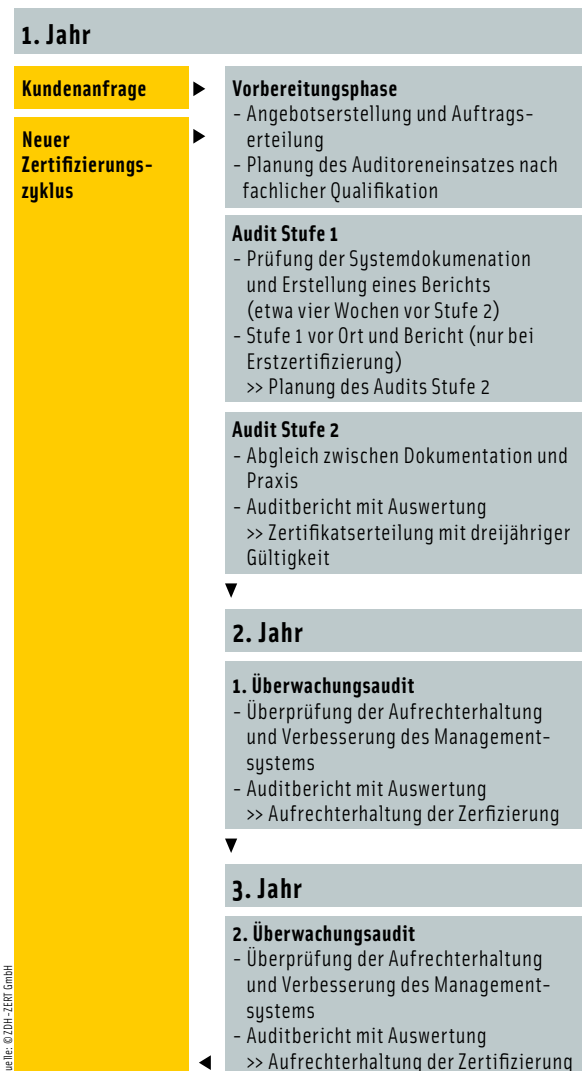 1. Jahr
Kundenanfrage
Neuer
Zertifizierungs-
zyklus
Vorbereitungsphase
- Angebotserstellung und Auftrags-
erteilung
- Planung des Auditoreneinsatzes nach
fachlicher Qualifikation
Audit Stufe 1
- Prüfung der Systemdokumenation
und Erstellung eines Berichts
(etwa vier Wochen vor Stufe 2)
- Stufe 1 vor Ort und Bericht (nur bei
Erstzertifizierung)
>> Planung des Audits Stufe 2
Audit Stufe 2
- Abgleich zwischen Dokumentation und
Praxis
- Auditbericht mit Auswertung
>> Zertifikatserteilung mit dreijähriger
Gültigkeit
2. Jahr
1. Überwachungsaudit
- Überprüfung der Aufrechterhaltung
und Verbesserung des Management-
systems
- Auditbericht mit Auswertung
>> Aufrechterhaltung der Zerfizierung
3. Jahr
2. Überwachungsaudit
- Überprüfung der Aufrechterhaltung
und Verbesserung des Management-
systems
- Auditbericht mit Auswertung
>> Aufrechterhaltung der Zertifizierung
uelle: © ZDH-ZERT GmbH